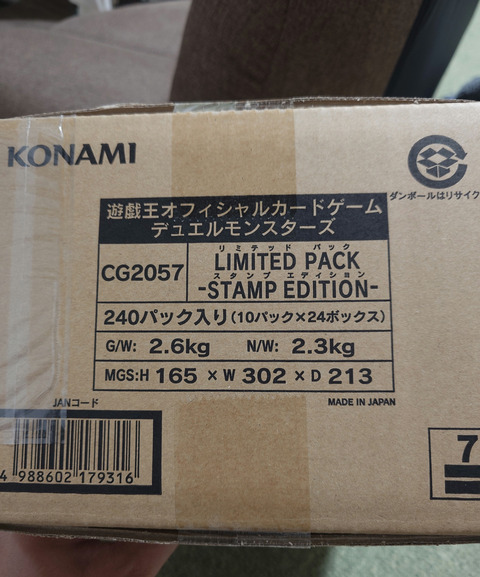 KONAMI
ダンボールはリサイク
遊戯王オフィシャルカードゲーム
デュエルモンスターズ
CG2057
リミテッド パック
LIMITED PACK
スタンプ エディション
-STAMP EDITION-
240パック入り(10パック×24ボックス)
G/W: 2.6kg N/W: 2.3kg
MGS:H 165 × W 302 × D 213
JANコード
MADE IN JAPAN
4 988602 179316
7